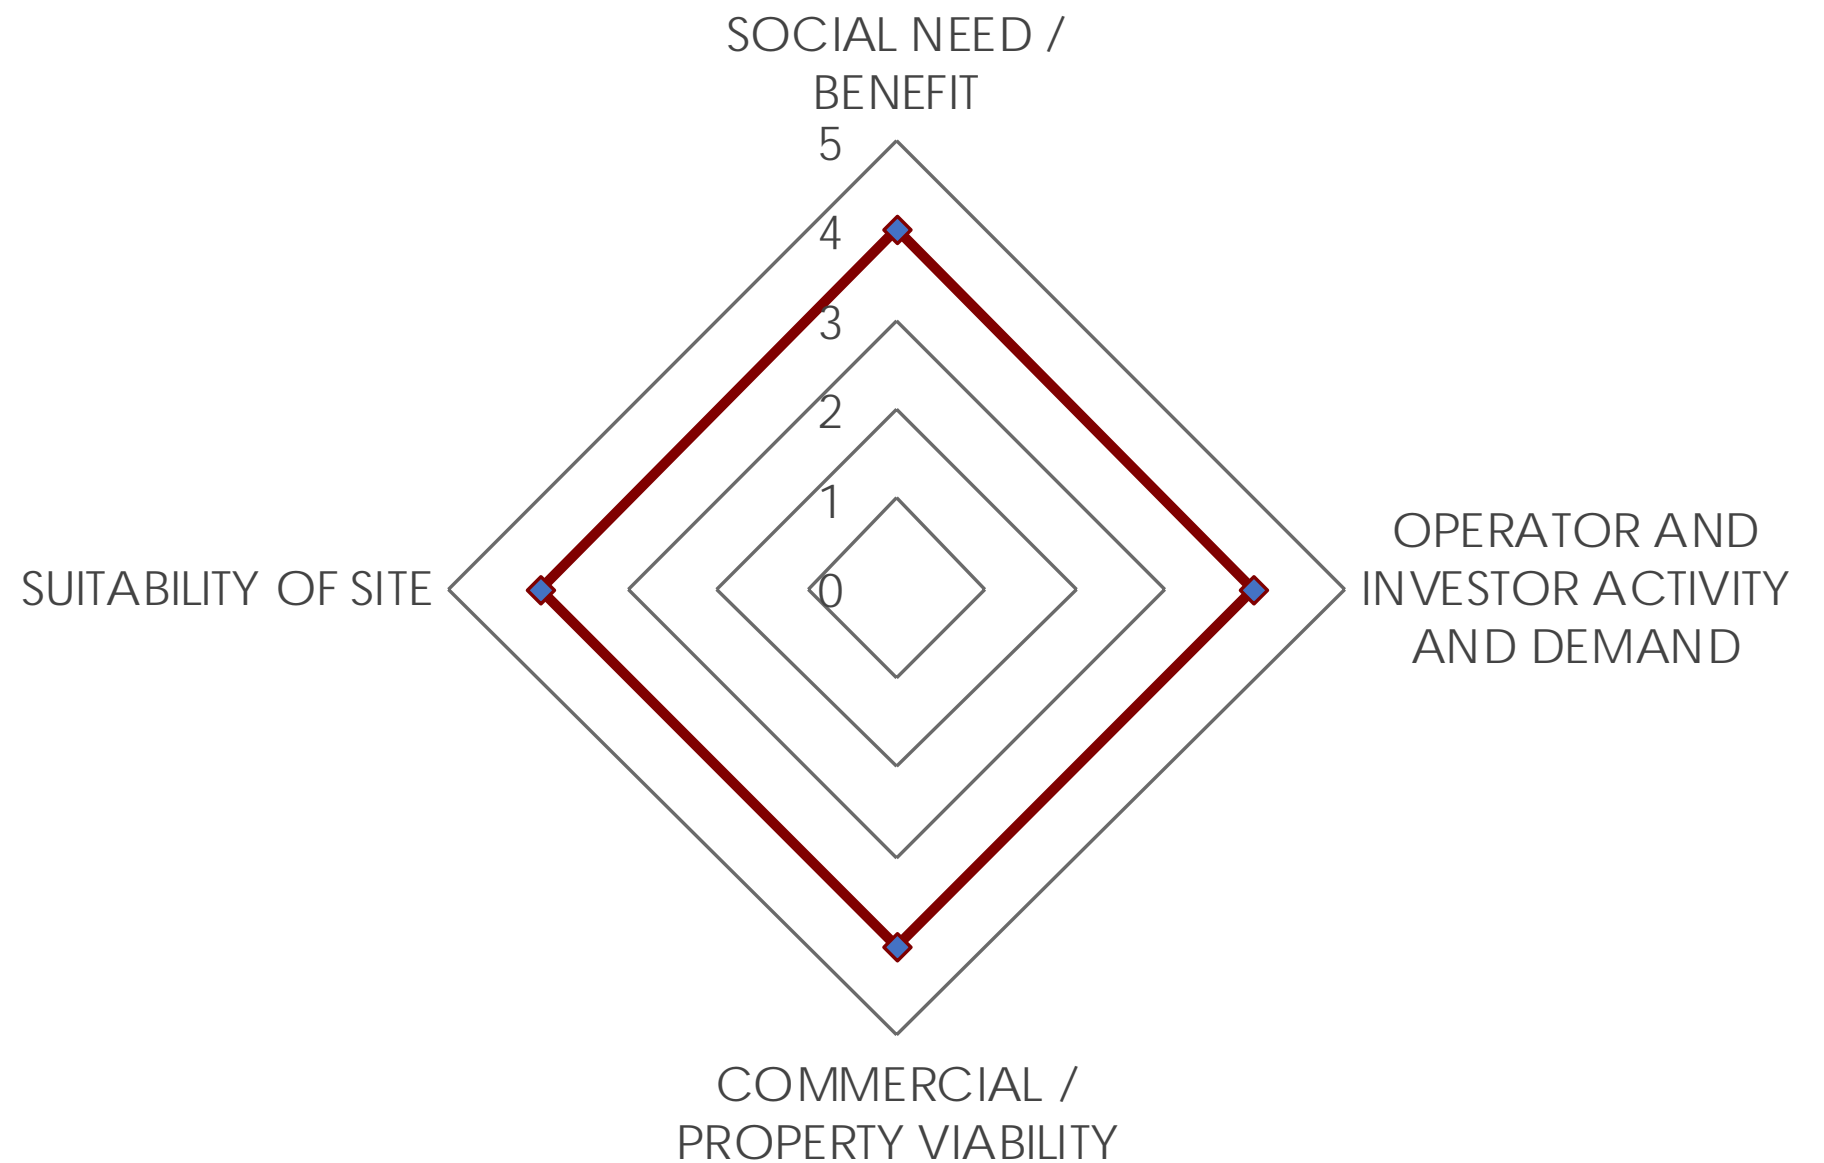 SOCIAL NEED /
BENEFIT
5
4
3
2
1
0
SUITABILITY OF SITE
OPERATOR AND
INVESTOR ACTIVITY
AND DEMAND
COMMERCIAL /
PROPERTY VIABILITY